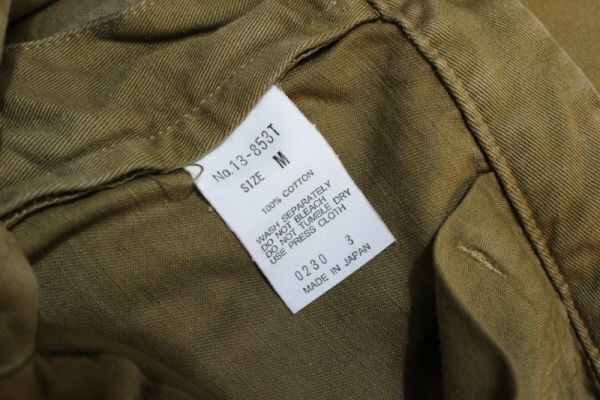 No.13-853T
SIZE M
100% COTTON
WASH SEPARATELY
DO NOT BLEACH
DO NOT TUMBLE DRY
USE PRESS CLOTH
0230 3
MADE IN JAPAN